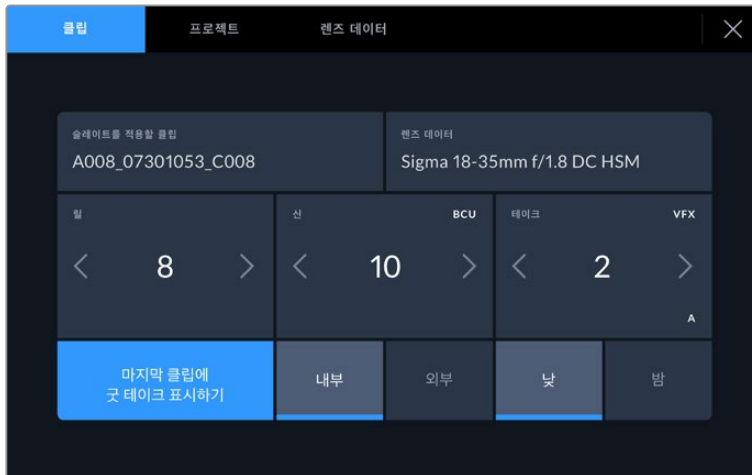 클립 프로젝트 렌즈 데이터
슬레이트를 적용할 클립 렌즈 데이터
A008_07301053_C008 Sigma 18-35mm f/1.8 DC HSM
릴 신 BCU 테이크 VFX
8 10 2
A
마지막 클립에
굿 테이크 표시하기
내부 외부 낮 밤